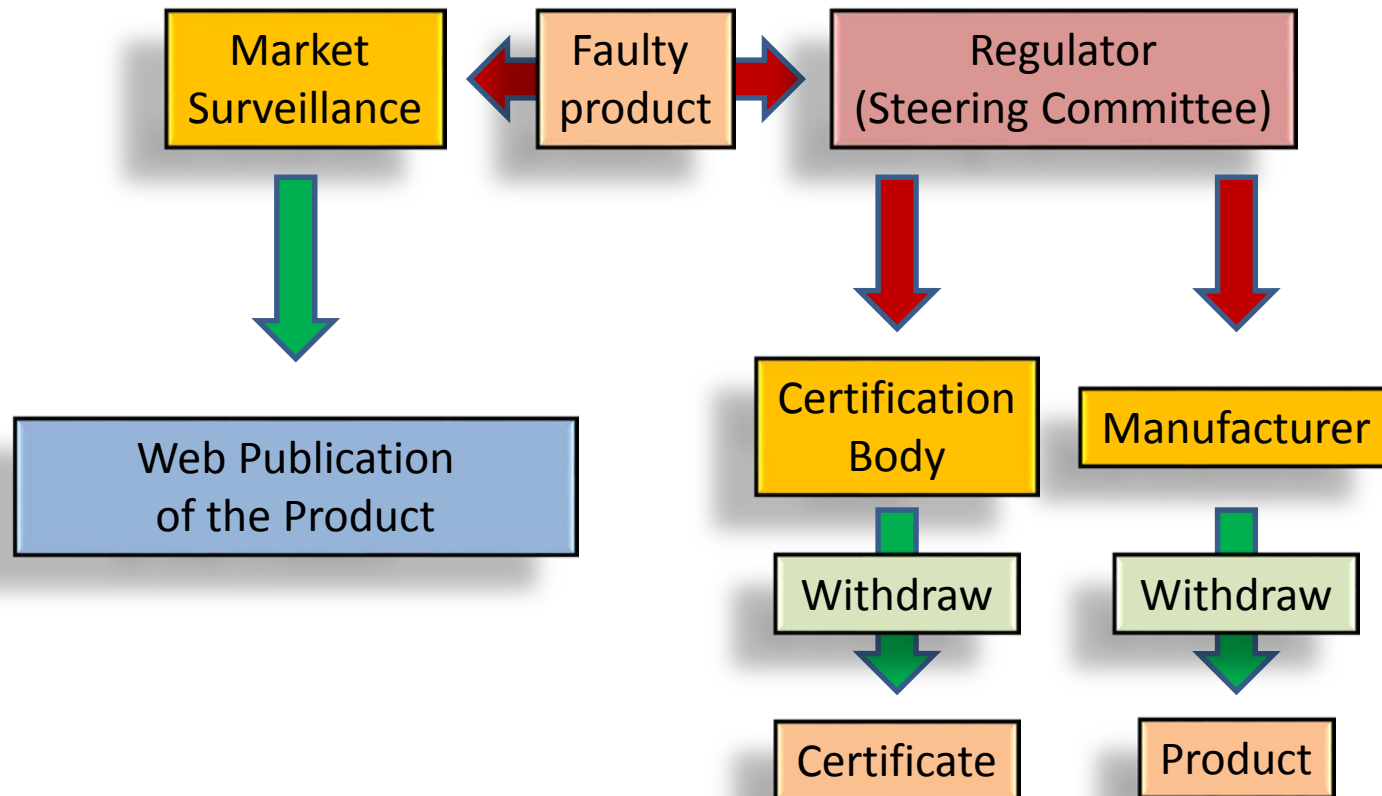 Market
Surveillance
Faulty
product
Regulator
(Steering Committee)
Web Publication
of the Product
Certification
Body
Manufacturer
Withdraw
Withdraw
Certificate
Product